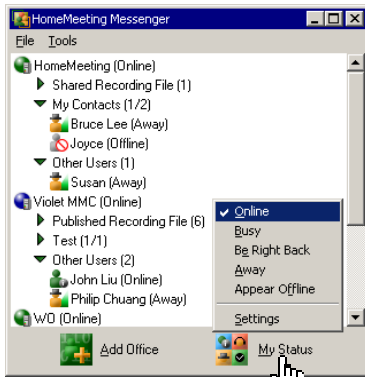 HomeMeeting Messenger
File Tools
HomeMeeting (Online)
Shared Recording File (1)
My Contacts (1/2)
Bruce Lee (Away)
Joyce (Offline)
Other Users (1)
Susan (Away)
Violet MMC (Online)
Published Recording File (6)
Test (1/1)
Other Users (2)
John Liu (Online)
Philip Chuang (Away)
WO (Online)
Online
Busy
Be Right Back
Away
Appear Offline
Settings
Add Office
My Status